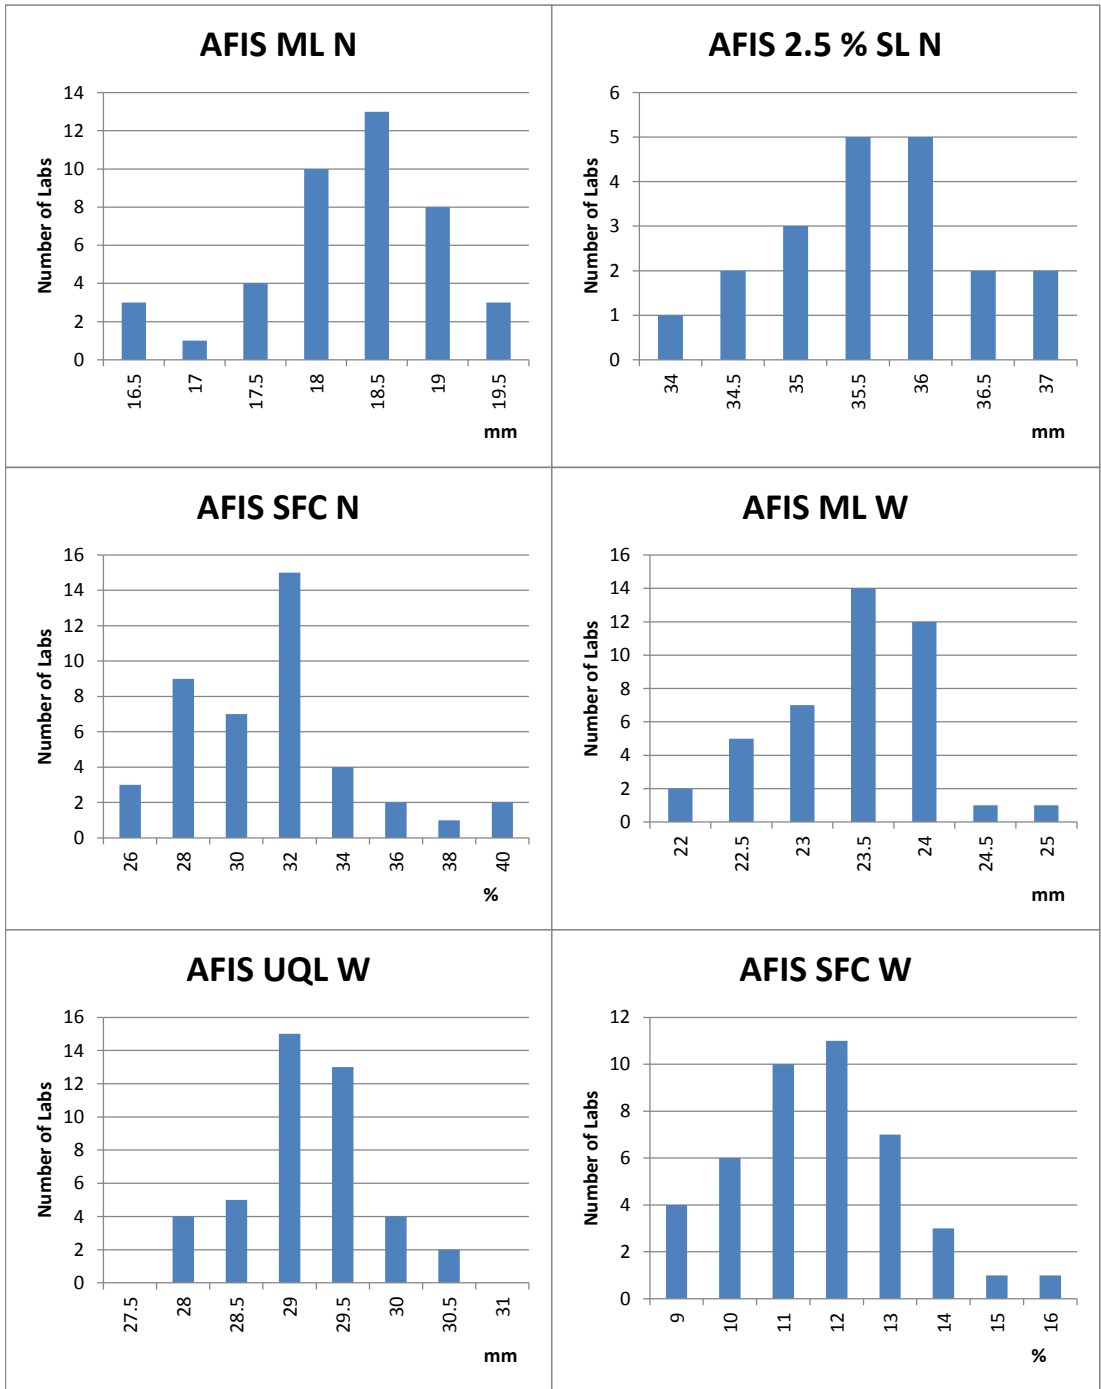 AFIS ML N
14
12
10
8
6
4
2
0
Number of Labs
16.5 17 17.5 18 18.5 19 19.5
mm
AFIS 2.5 % SL N
6
5
4
3
2
1
0
Number of Labs
34 34.5 35 35.5 36 36.5 37
mm
AFIS SFC N
16
14
12
10
8
6
4
2
0
Number of Labs
26 28 30 32 34 36 38 40
%
AFIS ML W
16
14
12
10
8
6
4
2
0
Number of Labs
22 22.5 23 23.5 24 24.5 25
mm
AFIS UQL W
16
14
12
10
8
6
4
2
0
Number of Labs
27.5 28 28.5 29 29.5 30 30.5 31
mm
AFIS SFC W
12
10
8
6
4
2
0
Number of Labs
9 10 11 12 13 14 15 16
%